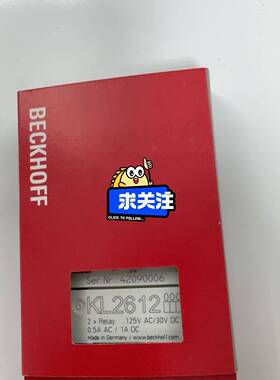 BECKHOFF
求关注
CLICK TO FOLLOW...
Ser Nr. 42090006
KL2612
2 x Relay 125V AC/30V DC
0.5A AC / 1A DC
Made in Germany / www.beckhoff.com